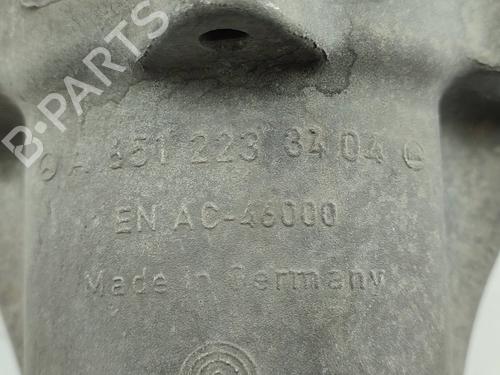 B-PARTS
A 651 223 34 04
EN AC-46000
Made in Germany